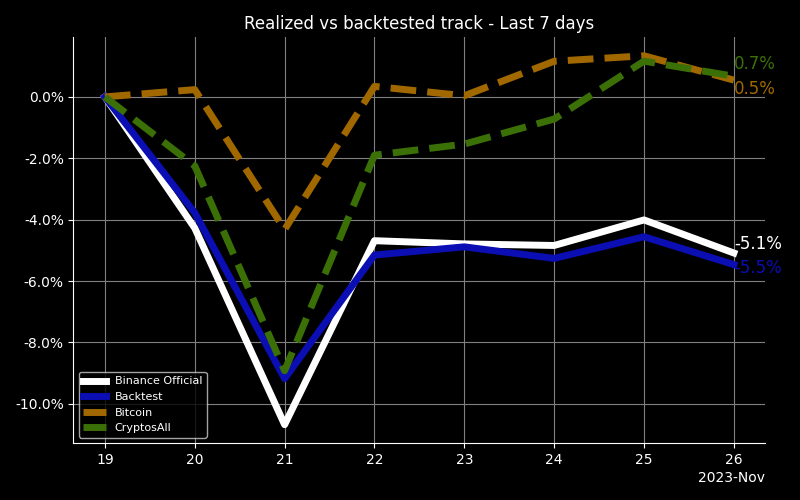 Realized vs backtested track - Last 7 days
0.7%
0.5%
0.0%
-2.0%
-4.0%
-5.1%
-5.5%
-6.0%
-8.0%
-10.0%
Binance Official
Backtest
Bitcoin
CryptosAll
19 20 21 22 23 24 25 26
2023-Nov